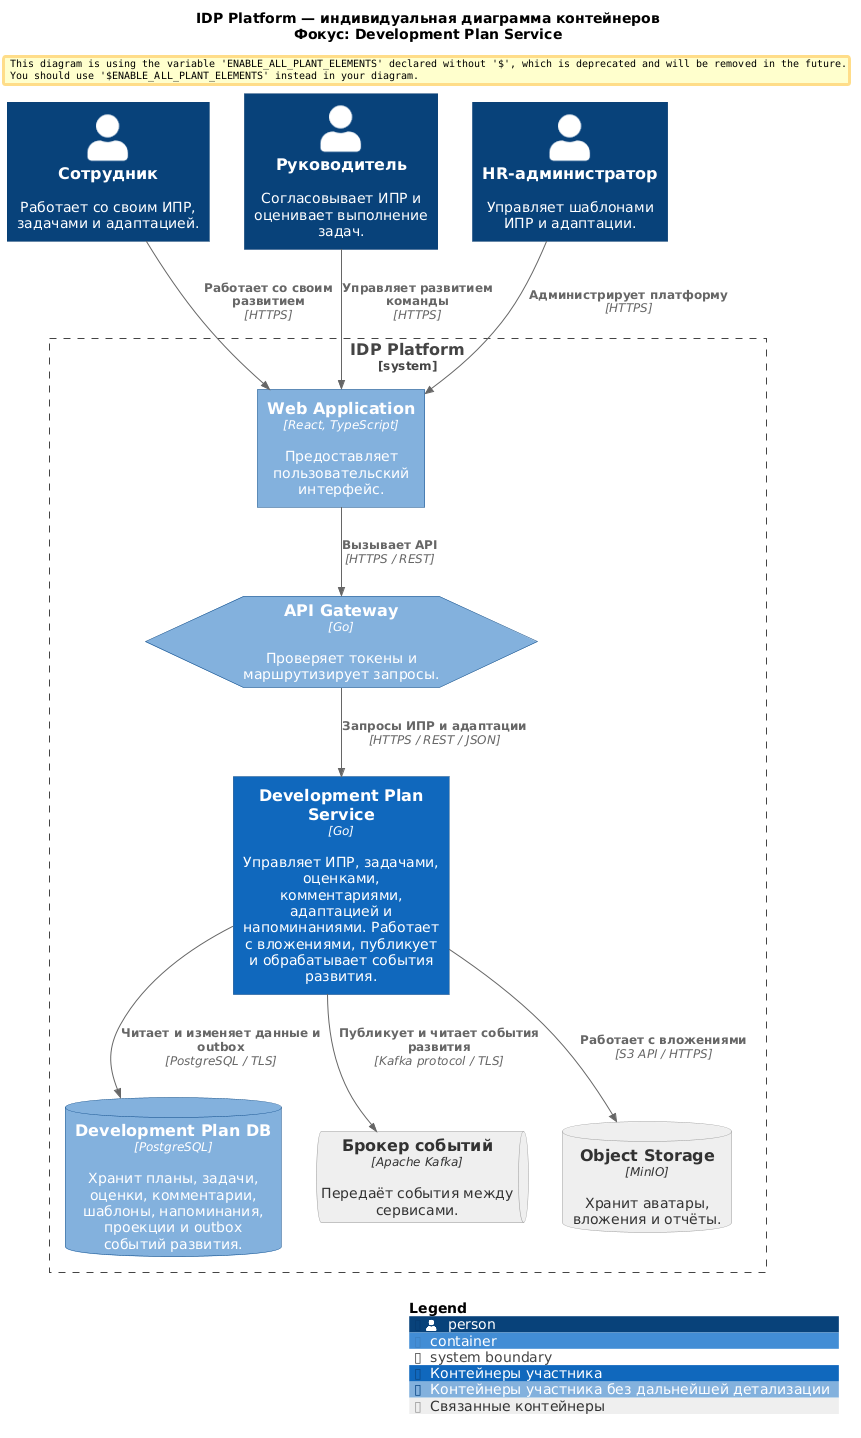 IDP Platform — индивидуальная диаграмма контейнеров
Фокус: Development Plan Service
This diagram is using the variable 'ENABLE_ALL_PLANT_ELEMENTS' declared without '$', which is deprecated and will be removed in the future.
You should use '$ENABLE_ALL_PLANT_ELEMENTS' instead in your diagram.
Сотрудник
Работает со своим ИПР,
задачами и адаптацией.
Руководитель
Согласовывает ИПР и
оценивает выполнение
задач.
HR-администратор
Управляет шаблонами
ИПР и адаптации.
Работает со своим
развитием
[HTTPS]
Управляет развитием
команды
[HTTPS]
Администрирует платформу
[HTTPS]
IDP Platform
[system]
Web Application
[React, TypeScript]
Предоставляет
пользовательский
интерфейс.
Вызывает API
[HTTPS / REST]
API Gateway
[Go]
Проверяет токены и
маршрутизирует запросы.
Запросы ИПР и адаптации
[HTTPS / REST / JSON]
Development Plan
Service
[Go]
Управляет ИПР, задачами,
оценками,
комментариями,
адаптацией и
напоминаниями. Работает
с вложениями, публикует
и обрабатывает события
развития.
Читает и изменяет данные и
outbox
[PostgreSQL / TLS]
Публикует и читает события
развития
[Kafka protocol / TLS]
Работает с вложениями
[S3 API / HTTPS]
Development Plan DB
[PostgreSQL]
Хранит планы, задачи,
оценки, комментарии,
шаблоны, напоминания,
проекции и outbox
событий развития.
Брокер событий
[Apache Kafka]
Передаёт события между
сервисами.
Object Storage
[MinIO]
Хранит аватары,
вложения и отчёты.
Legend
person
container
system boundary
Контейнеры участника
Контейнеры участника без дальнейшей детализации
Связанные контейнеры